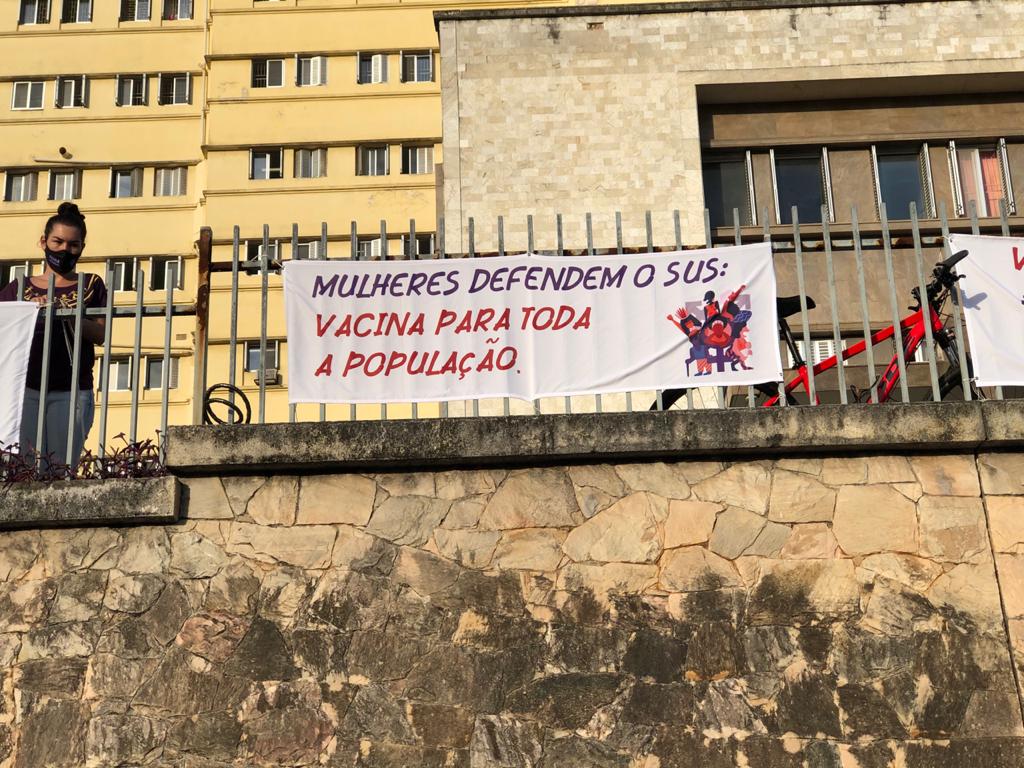 MULHERES DEFENDEM O SUS:
VACINA PARA TODA
A POPULAÇÃO.